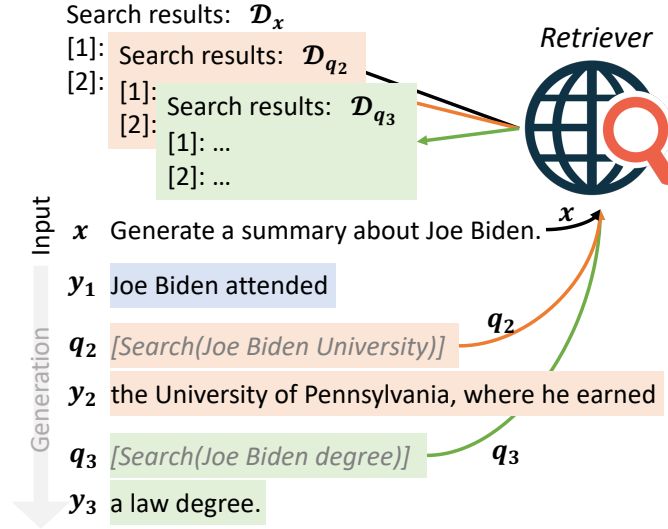 Search results: 𝓓ₓ
[1]:
[2]:
Search results: 𝓓q₂
[1]:
[2]:
Search results: 𝓓q₃
[1]: ...
[2]: ...
Retriever
Input
x Generate a summary about Joe Biden.
x
Generation
y₁ Joe Biden attended
q₂ [Search(Joe Biden University)]
q₂
y₂ the University of Pennsylvania, where he earned
q₃ [Search(Joe Biden degree)]
q₃
y₃ a law degree.